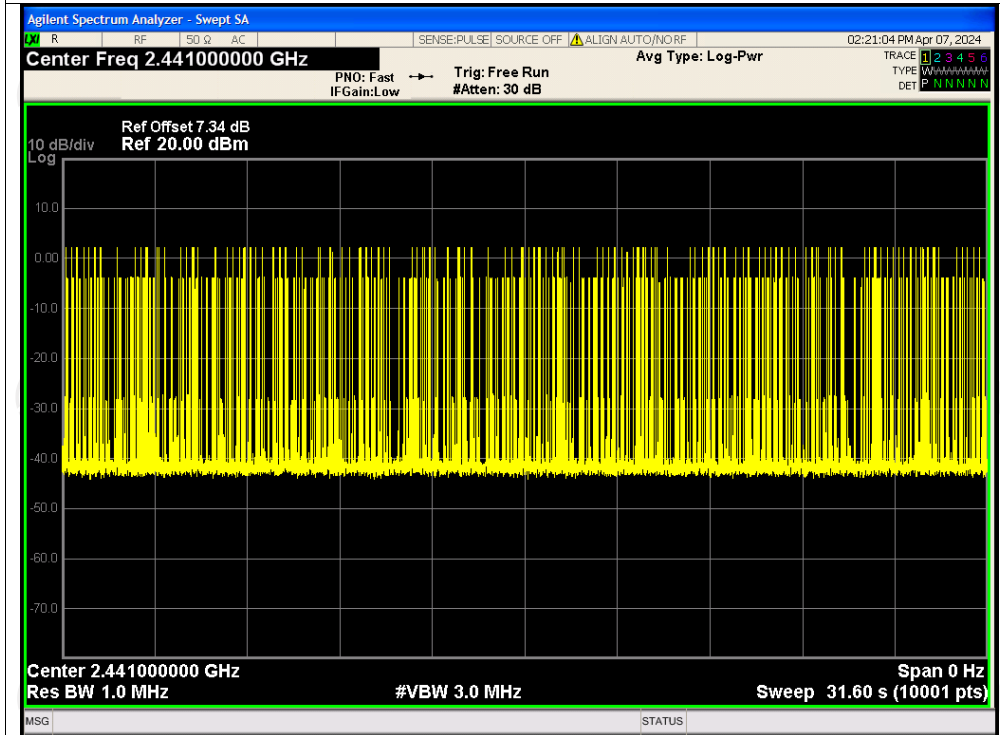 Agilent Spectrum Analyzer - Swept SA
LXI R RF 50 Ω AC SENSE:PULSE SOURCE OFF ALIGN AUTO/NO RF 02:21:04 PM Apr 07, 2024
Center Freq 2.441000000 GHz Avg Type: Log-Pwr TRACE 1 2 3 4 5 6
PNO: Fast Trig: Free Run TYPE WWWWWW
IFGain:Low #Atten: 30 dB DET P N N N N N
Ref Offset 7.34 dB
10 dB/div Ref 20.00 dBm
Log
10.0
0.00
-10.0
-20.0
-30.0
-40.0
-50.0
-60.0
-70.0
Center 2.441000000 GHz Span 0 Hz
Res BW 1.0 MHz #VBW 3.0 MHz Sweep 31.60 s (10001 pts)
MSG STATUS